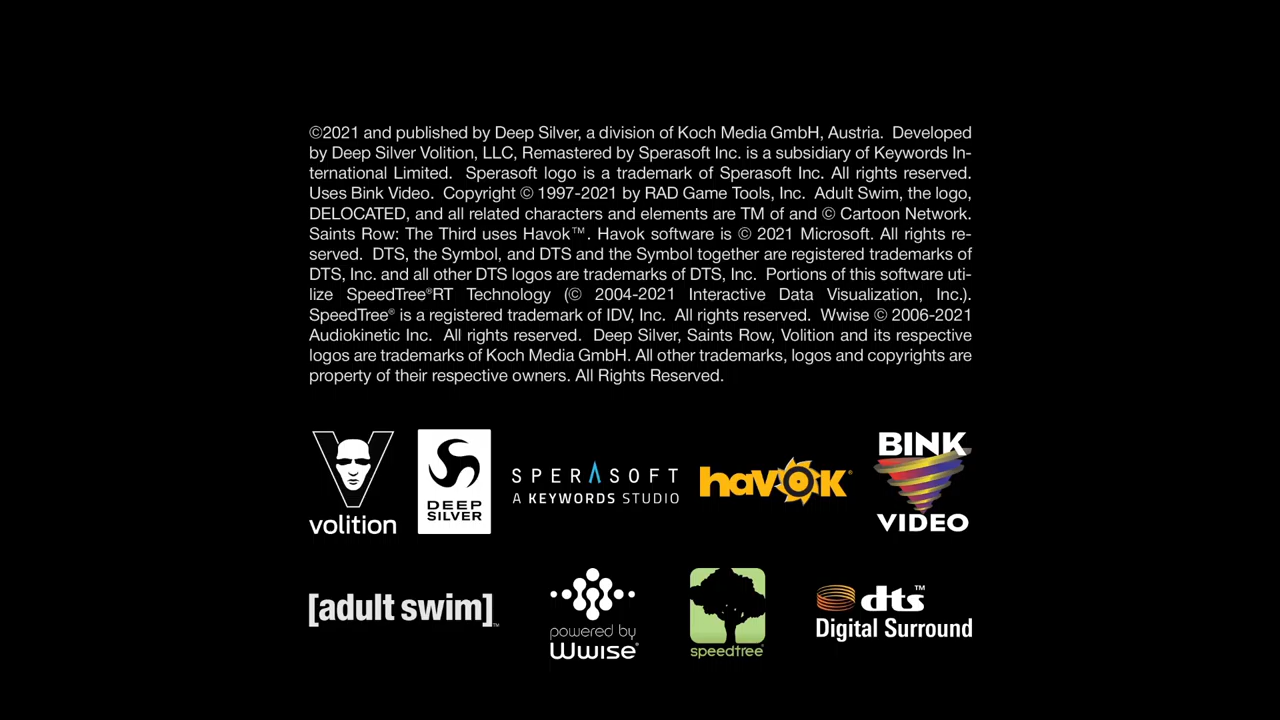 ©2021 and published by Deep Silver, a division of Koch Media GmbH, Austria.  Developed
by Deep Silver Volition, LLC, Remastered by Sperasoft Inc. is a subsidiary of Keywords In-
ternational Limited.  Sperasoft logo is a trademark of Sperasoft Inc. All rights reserved.
Uses Bink Video.  Copyright © 1997-2021 by RAD Game Tools, Inc.  Adult Swim, the logo,
DELOCATED, and all related characters and elements are TM of and © Cartoon Network.
Saints Row: The Third uses Havok™. Havok software is © 2021 Microsoft. All rights re-
served.  DTS, the Symbol, and DTS and the Symbol together are registered trademarks of
DTS, Inc. and all other DTS logos are trademarks of DTS, Inc.  Portions of this software uti-
lize SpeedTree®RT Technology (© 2004-2021 Interactive Data Visualization, Inc.).
SpeedTree® is a registered trademark of IDV, Inc.  All rights reserved.  Wwise © 2006-2021
Audiokinetic Inc.  All rights reserved.  Deep Silver, Saints Row, Volition and its respective
logos are trademarks of Koch Media GmbH. All other trademarks, logos and copyrights are
property of their respective owners. All Rights Reserved.
volition
DEEP
SILVER
SPERASOFT
A KEYWORDS STUDIO
havok®
BINK
VIDEO
[adult swim]™
powered by
wwise®
speedtree®
dts™
Digital Surround